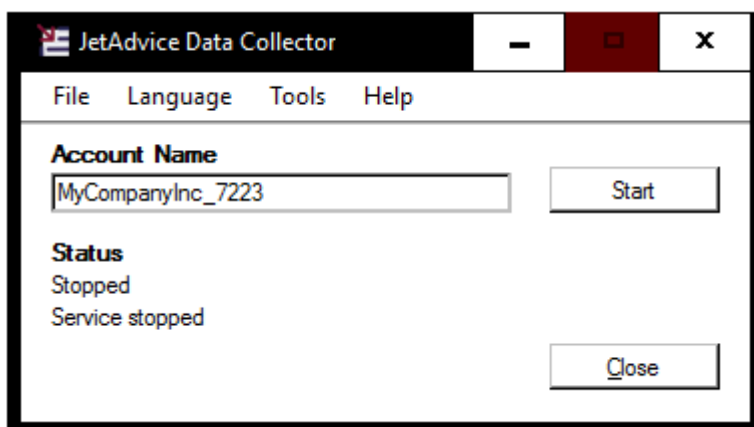 JetAdvice Data Collector
File Language Tools Help
Account Name
MyCompanyInc_7223
Start
Status
Stopped
Service stopped
Close